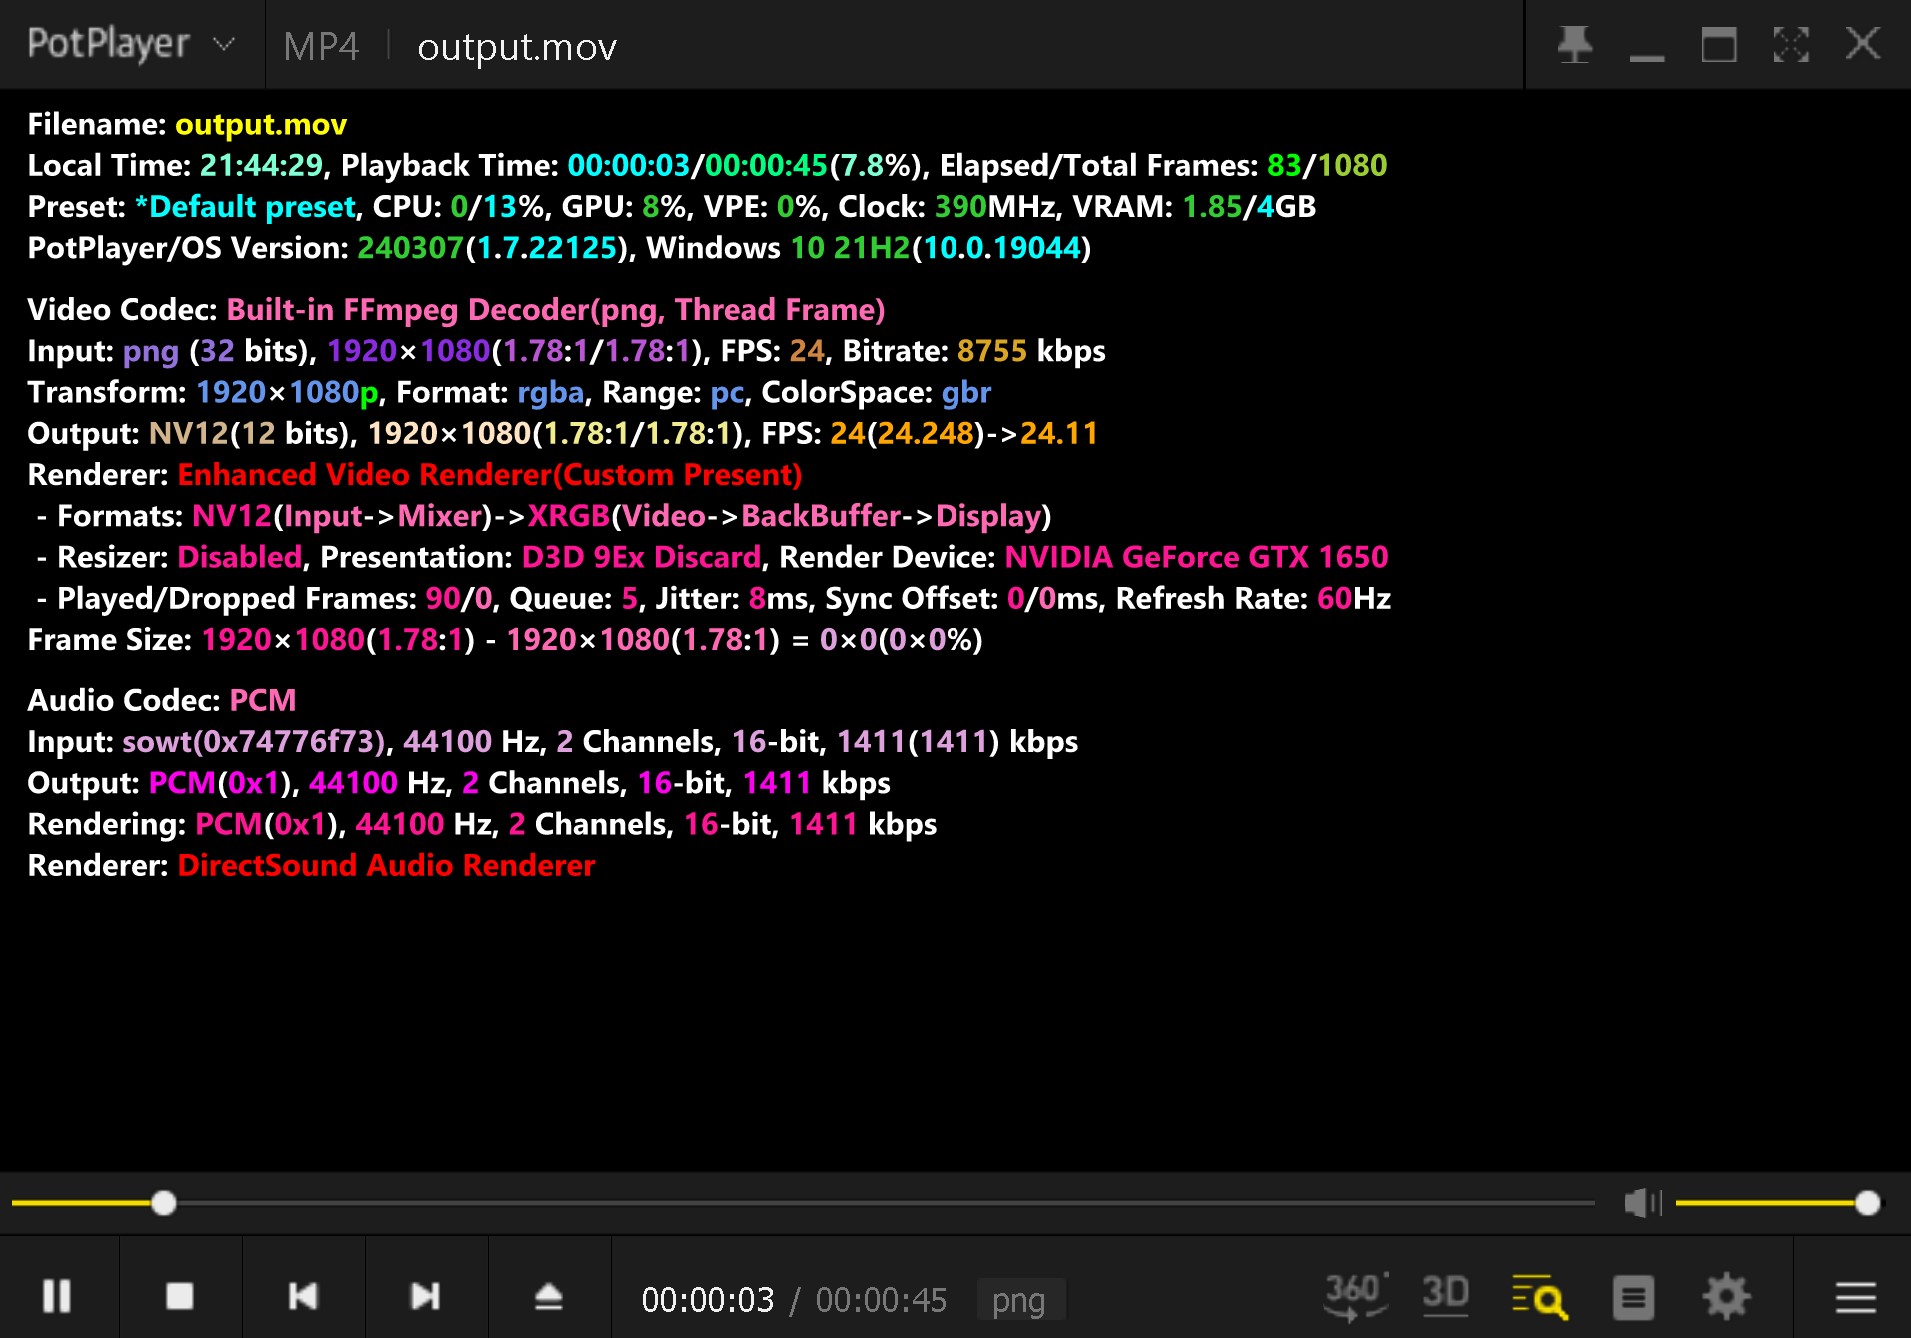 PotPlayer MP4 output.mov
Filename: output.mov
Local Time: 21:44:29, Playback Time: 00:00:03/00:00:45(7.8%), Elapsed/Total Frames: 83/1080
Preset: *Default preset, CPU: 0/13%, GPU: 8%, VPE: 0%, Clock: 390MHz, VRAM: 1.85/4GB
PotPlayer/OS Version: 240307(1.7.22125), Windows 10 21H2(10.0.19044)
Video Codec: Built-in FFmpeg Decoder(png, Thread Frame)
Input: png (32 bits), 1920×1080(1.78:1/1.78:1), FPS: 24, Bitrate: 8755 kbps
Transform: 1920×1080p, Format: rgba, Range: pc, ColorSpace: gbr
Output: NV12(12 bits), 1920×1080(1.78:1/1.78:1), FPS: 24(24.248)->24.11
Renderer: Enhanced Video Renderer(Custom Present)
- Formats: NV12(Input->Mixer)->XRGB(Video->BackBuffer->Display)
- Resizer: Disabled, Presentation: D3D 9Ex Discard, Render Device: NVIDIA GeForce GTX 1650
- Played/Dropped Frames: 90/0, Queue: 5, Jitter: 8ms, Sync Offset: 0/0ms, Refresh Rate: 60Hz
Frame Size: 1920×1080(1.78:1) - 1920×1080(1.78:1) = 0×0(0×0%)
Audio Codec: PCM
Input: sowt(0x74776f73), 44100 Hz, 2 Channels, 16-bit, 1411(1411) kbps
Output: PCM(0x1), 44100 Hz, 2 Channels, 16-bit, 1411 kbps
Rendering: PCM(0x1), 44100 Hz, 2 Channels, 16-bit, 1411 kbps
Renderer: DirectSound Audio Renderer
00:00:03 / 00:00:45 png 360° 3D